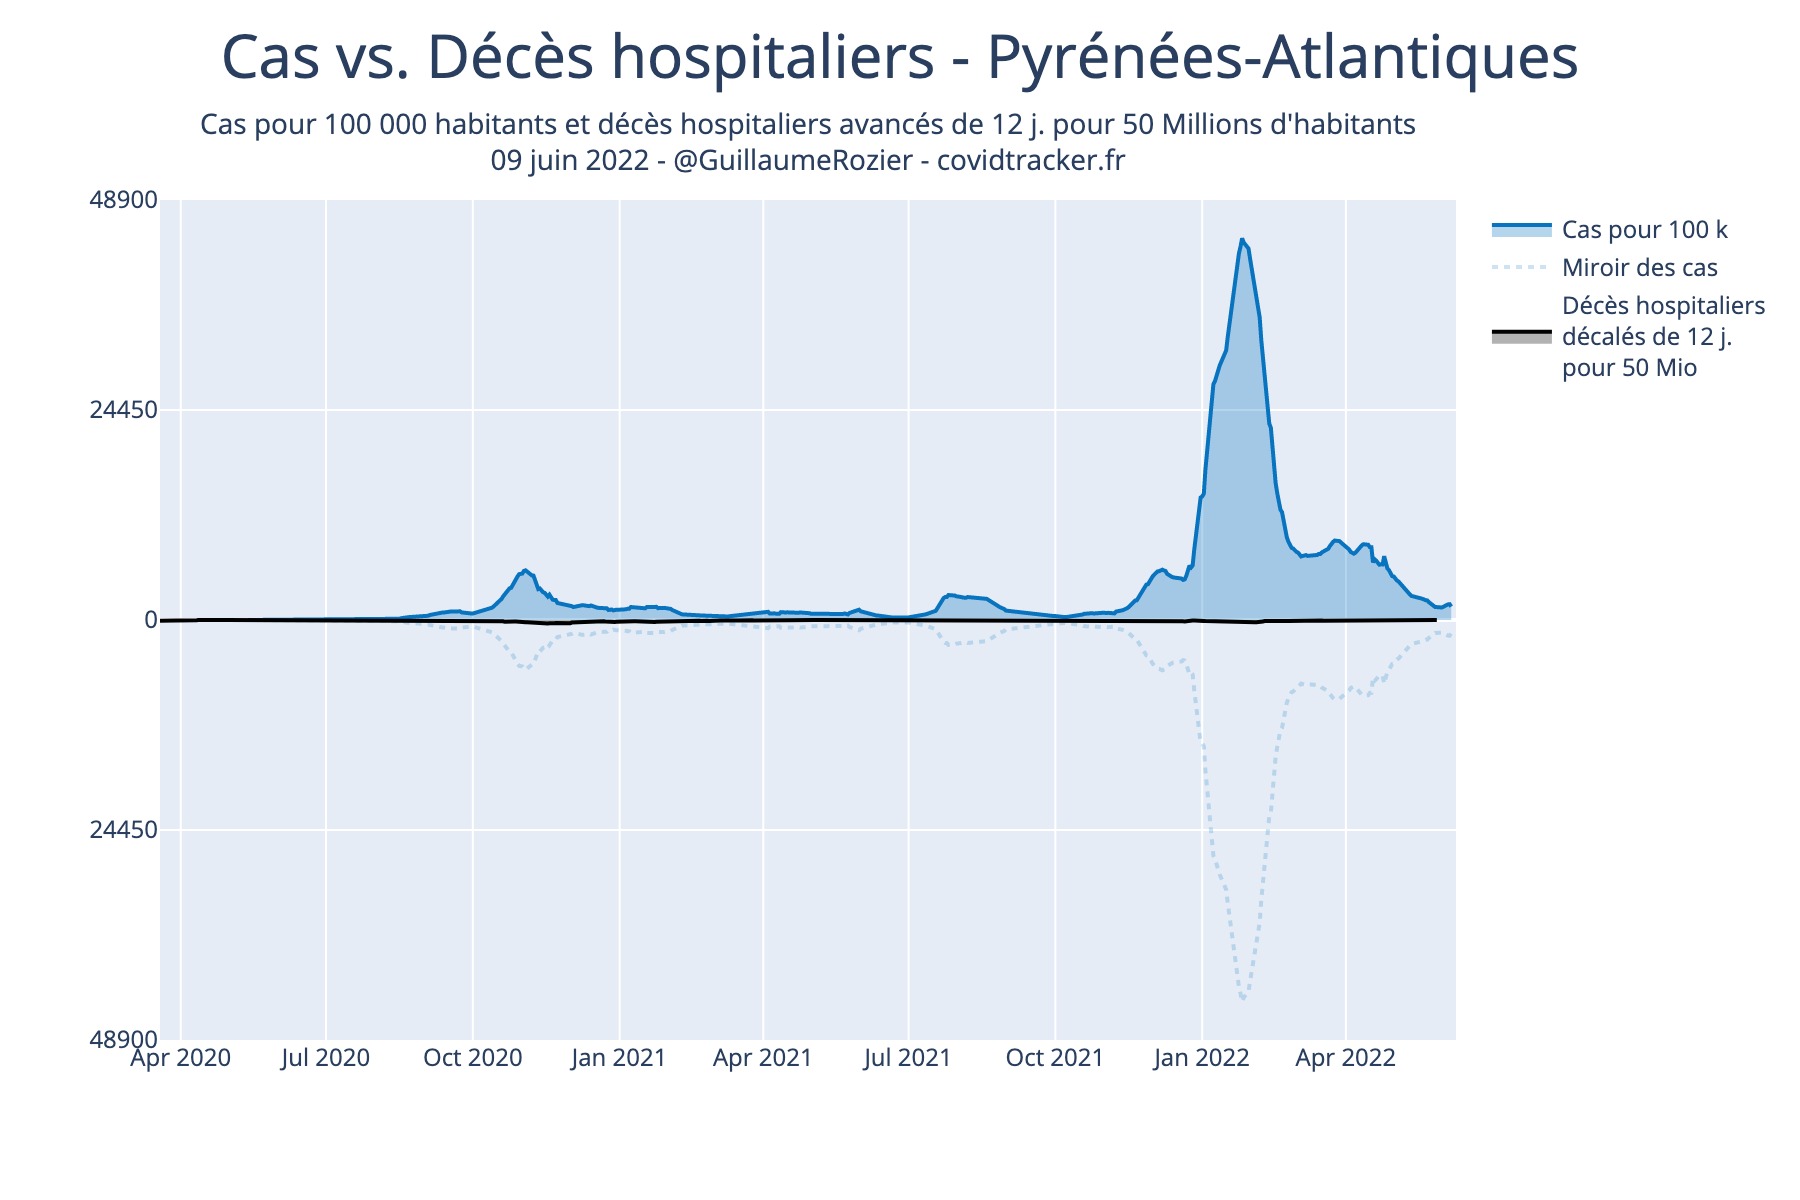 Cas vs. Décès hospitaliers - Pyrénées-Atlantiques
Cas pour 100 000 habitants et décès hospitaliers avancés de 12 j. pour 50 Millions d'habitants
09 juin 2022 - @GuillaumeRozier - covidtracker.fr
48900
24450
0
24450
48900
Apr 2020
Jul 2020
Oct 2020
Jan 2021
Apr 2021
Jul 2021
Oct 2021
Jan 2022
Apr 2022
Cas pour 100 k
Miroir des cas
Décès hospitaliers
décalés de 12 j.
pour 50 Mio